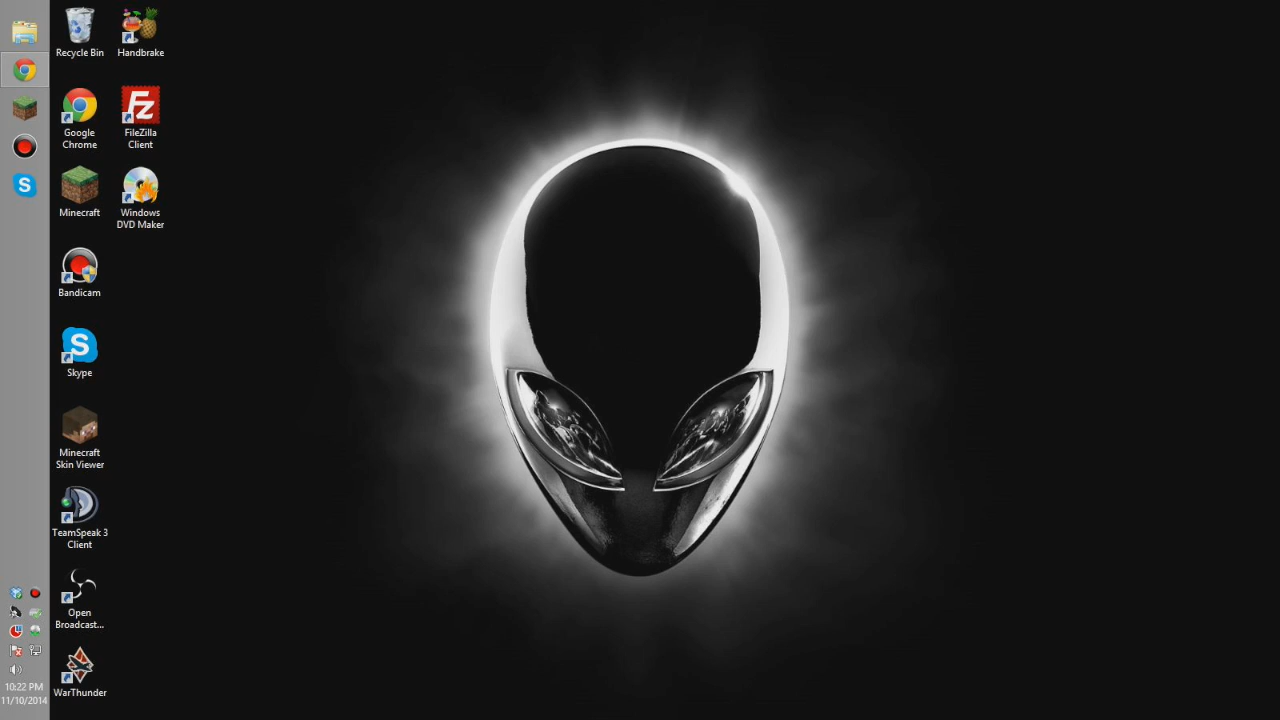 Recycle Bin
Handbrake
Google
Chrome
FileZilla
Client
Minecraft
Windows
DVD Maker
Bandicam
Skype
Minecraft
Skin Viewer
TeamSpeak 3
Client
Open
Broadcast...
WarThunder
10:22 PM
11/10/2014